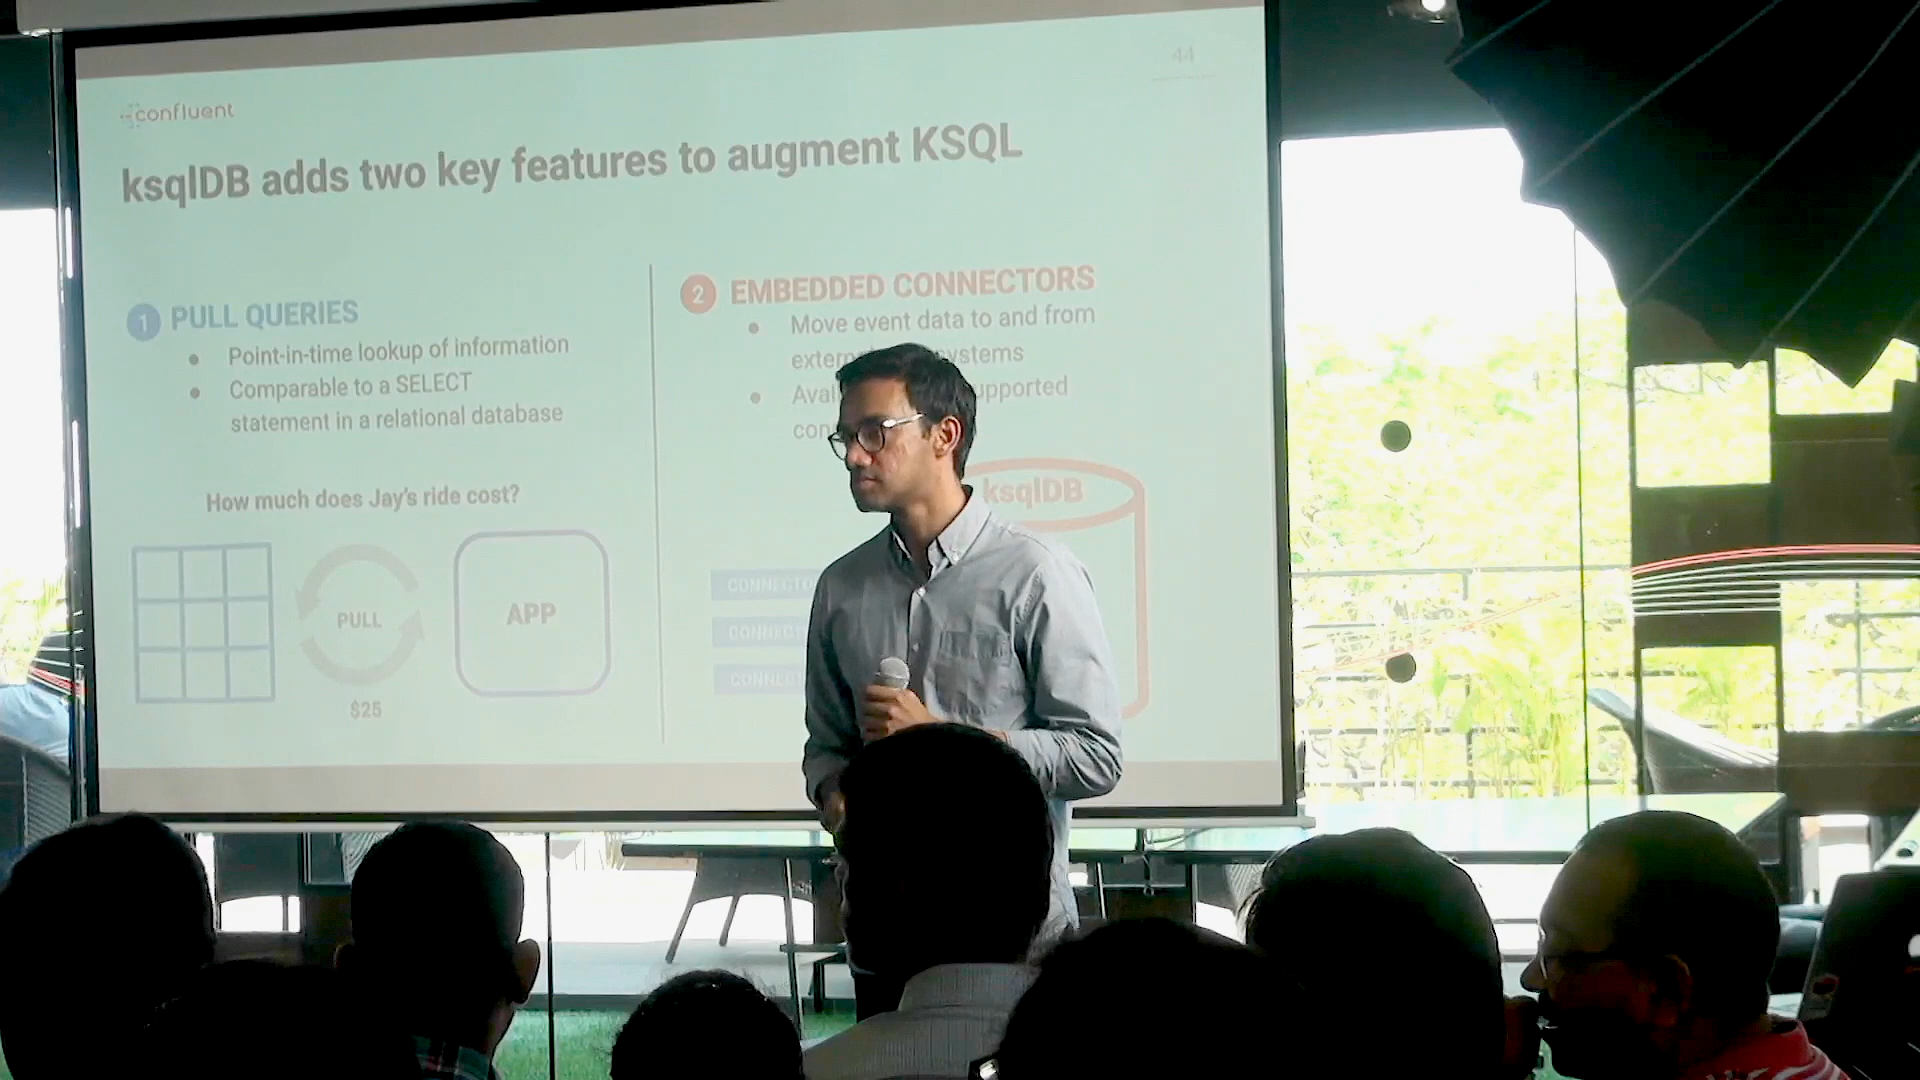 44
confluent
ksqlDB adds two key features to augment KSQL
1 PULL QUERIES
Point-in-time lookup of information
Comparable to a SELECT
statement in a relational database
How much does Jay's ride cost?
PULL
APP
$25
2 EMBEDDED CONNECTORS
Move event data to and from
ksqlDB